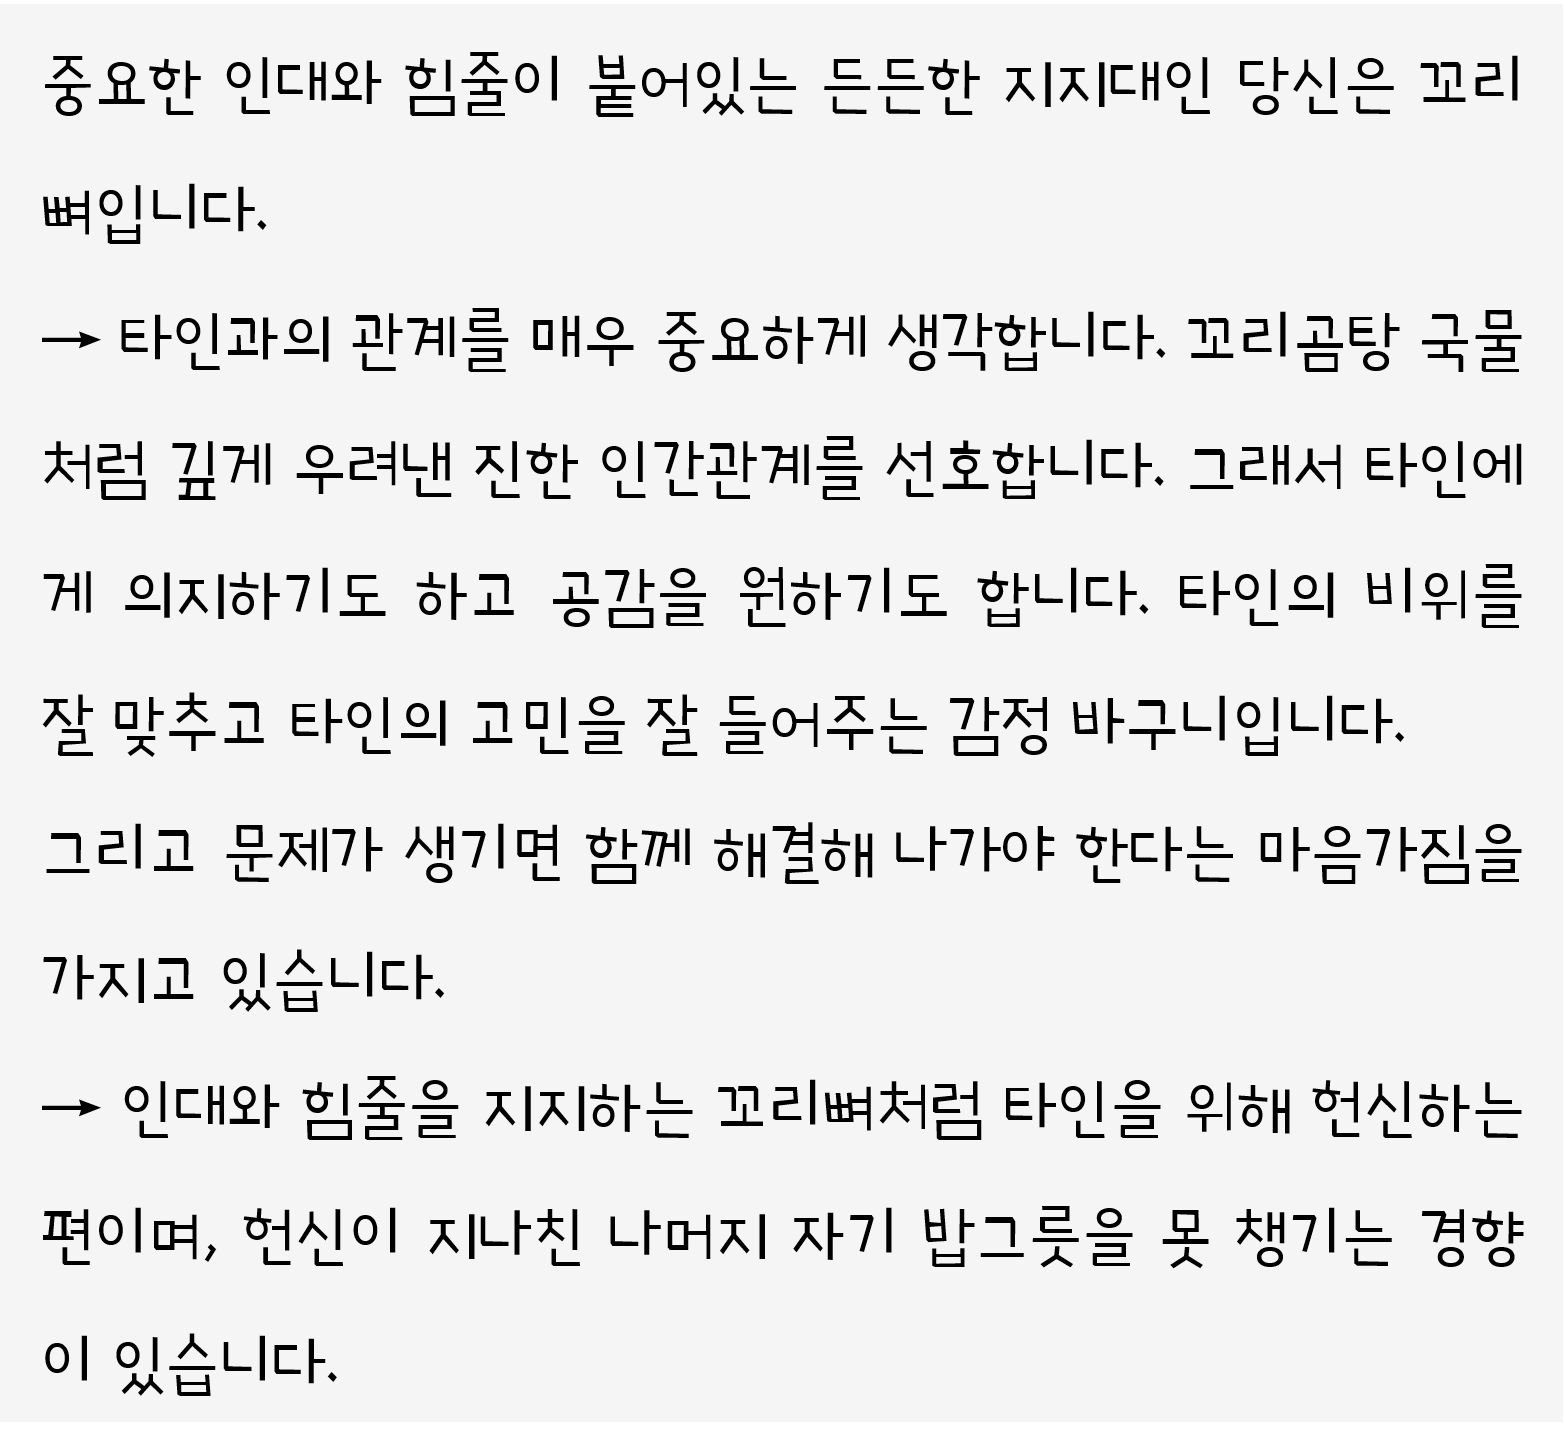 중요한 인대와 힘줄이 붙어있는 든든한 지지대인 당신은 꼬리
뼈입니다.
→ 타인과의 관계를 매우 중요하게 생각합니다. 꼬리곰탕 국물
처럼 깊게 우려낸 진한 인간관계를 선호합니다. 그래서 타인에
게 의지하기도 하고 공감을 원하기도 합니다. 타인의 비위를
잘 맞추고 타인의 고민을 잘 들어주는 감정 바구니입니다.
그리고 문제가 생기면 함께 해결해 나가야 한다는 마음가짐을
가지고 있습니다.
→ 인대와 힘줄을 지지하는 꼬리뼈처럼 타인을 위해 헌신하는
편이며, 헌신이 지나친 나머지 자기 밥그릇을 못 챙기는 경향
이 있습니다.